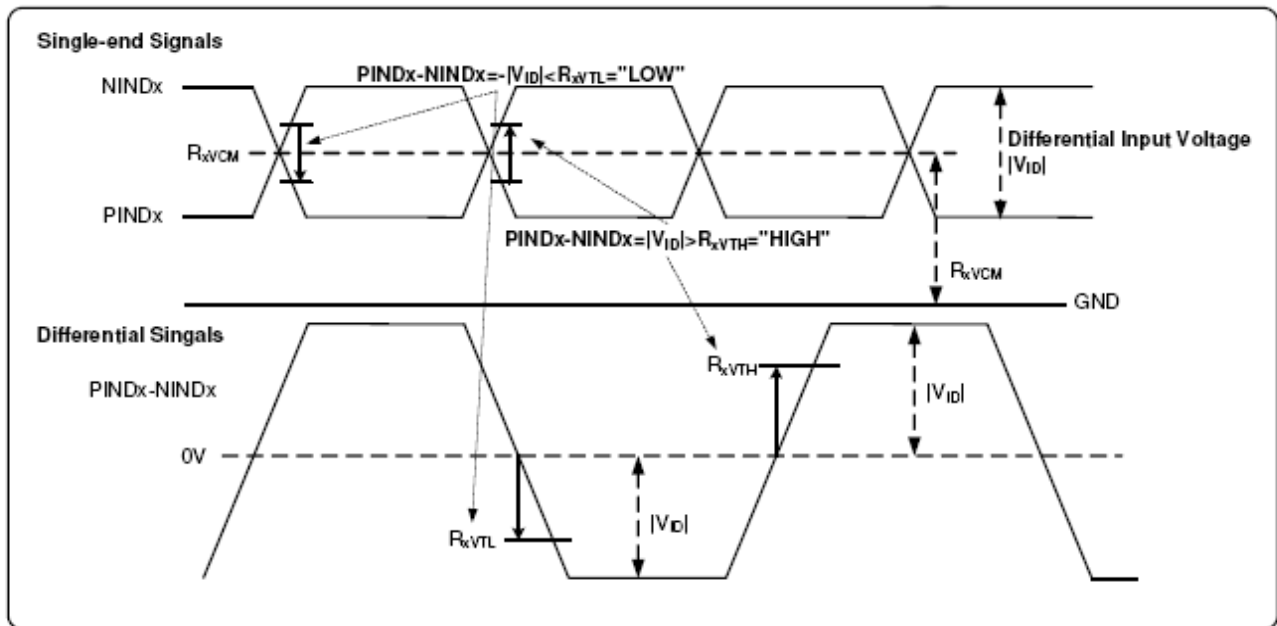 Single-end Signals
PINDx-NINDx=-|VID|<RxVTL="LOW"
NINDx
RxVCM
Differential Input Voltage
|VID|
PINDx
PINDx-NINDx=|VID|>RxVTH="HIGH"
RxVCM
GND
Differential Singals
RxVTH
PINDx-NINDx
|VID|
0V
RxVTL
|VID|